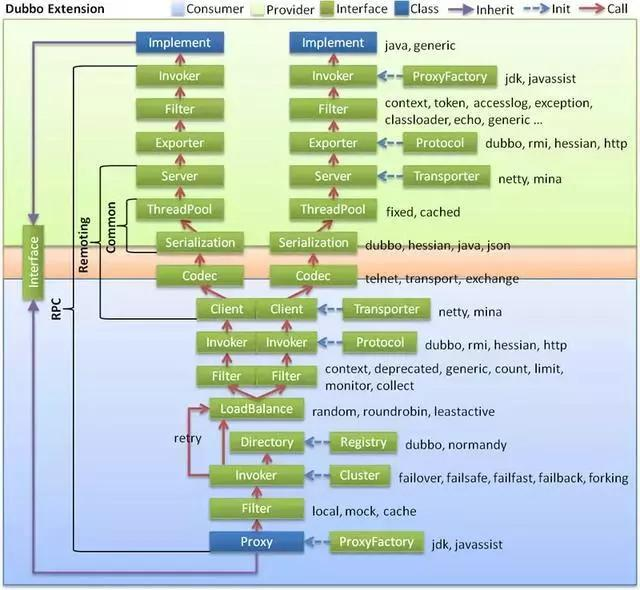 Dubbo Extension Consumer Provider Interface Class Inherit Init Call
Implement Implement java, generic
Invoker Invoker ProxyFactory jdk, javassist
Filter Filter context, token, accesslog, exception,
classloader, echo, generic ...
Exporter Exporter Protocol dubbo, rmi, hessian, http
Server Server Transporter netty, mina
ThreadPool ThreadPool fixed, cached
Common
Remoting
RPC
Interface
Serialization Serialization dubbo, hessian, java, json
Codec Codec telnet, transport, exchange
Client Client Transporter netty, mina
Invoker Invoker Protocol dubbo, rmi, hessian, http
Filter Filter context, deprecated, generic, count, limit,
monitor, collect
LoadBalance random, roundrobin, leastactive
retry
Directory Registry dubbo, normandy
Invoker Cluster failover, failsafe, failfast, failback, forking
Filter local, mock, cache
Proxy ProxyFactory jdk, javassist